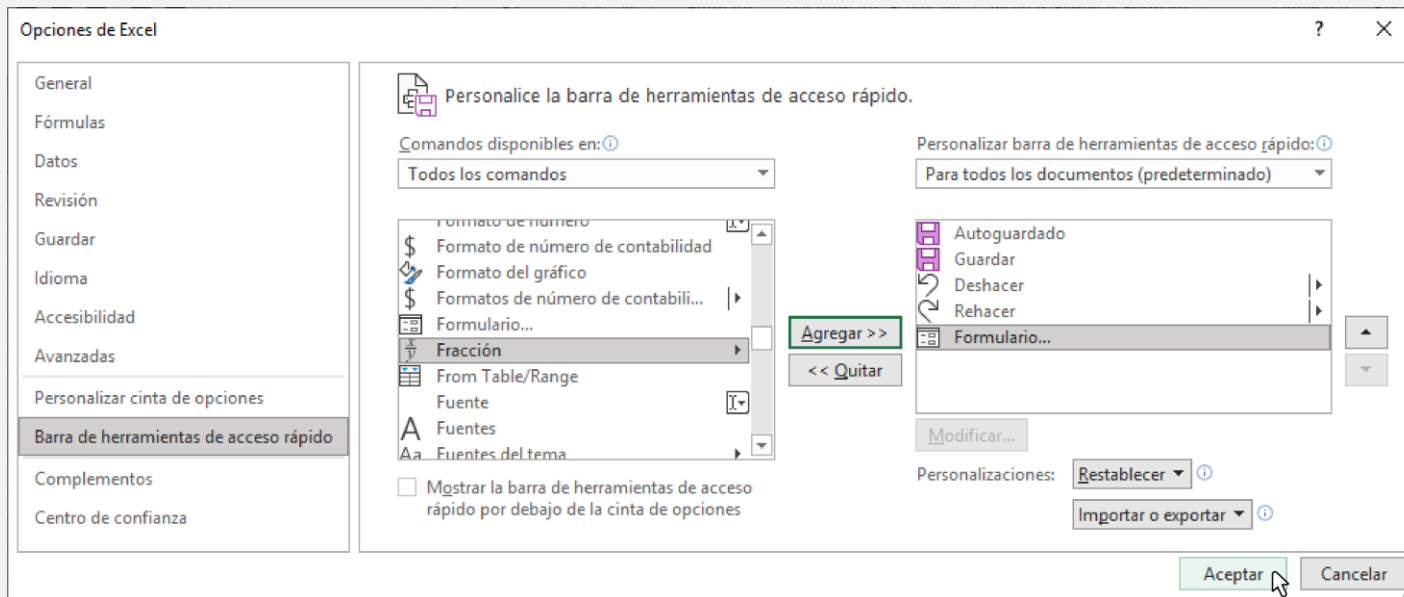 Opciones de Excel
?
General
Fórmulas
Datos
Revisión
Guardar
Idioma
Accesibilidad
Avanzadas
Personalizar cinta de opciones
Barra de herramientas de acceso rápido
Complementos
Centro de confianza
Personalice la barra de herramientas de acceso rápido.
Comandos disponibles en:
Todos los comandos
Formato de número
$ Formato de número de contabilidad
Formato del gráfico
$ Formatos de número de contabili...
Formulario...
x/y Fracción
From Table/Range
Fuente
A Fuentes
Aa Fuentes del tema
Mostrar la barra de herramientas de acceso
rápido por debajo de la cinta de opciones
Agregar >>
<< Quitar
Personalizar barra de herramientas de acceso rápido:
Para todos los documentos (predeterminado)
Autoguardado
Guardar
Deshacer
Rehacer
Formulario...
Modificar...
Personalizaciones: Restablecer
Importar o exportar
Aceptar Cancelar